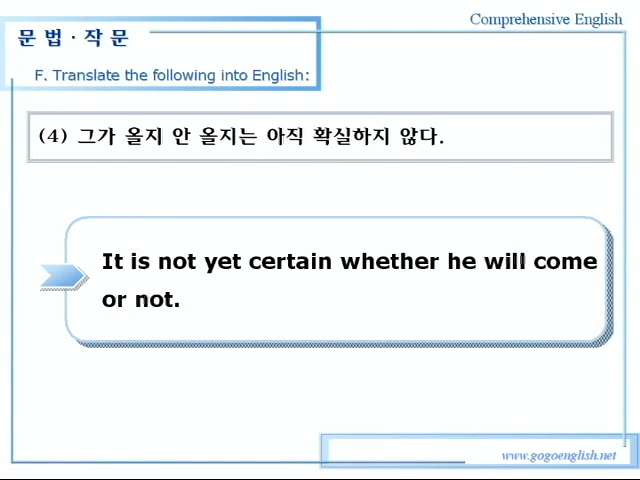 Comprehensive English
문법·작문
F. Translate the following into English:
(4) 그가 올지 안 올지는 아직 확실하지 않다.
It is not yet certain whether he will come
or not.
www.gogoenglish.net